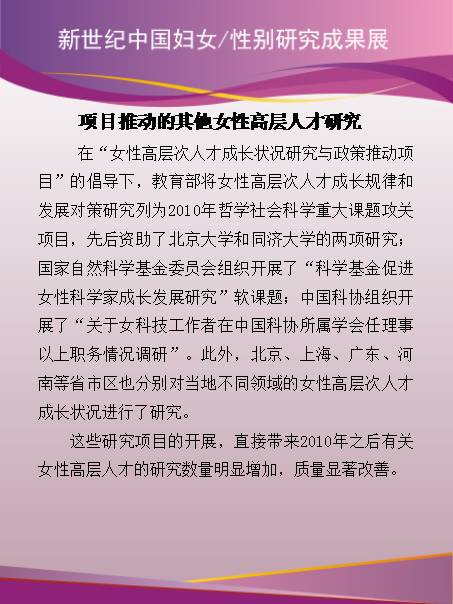 新世纪中国妇女/性别研究成果展
项目推动的其他女性高层人才研究
在“女性高层次人才成长状况研究与政策推动项
目”的倡导下，教育部将女性高层次人才成长规律和
发展对策研究列为2010年哲学社会科学重大课题攻关
项目，先后资助了北京大学和同济大学的两项研究；
国家自然科学基金委员会组织开展了“科学基金促进
女性科学家成长发展研究”软课题；中国科协组织开
展了“关于女科技工作者在中国科协所属学会任理事
以上职务情况调研”。此外，北京、上海、广东、河
南等省市区也分别对当地不同领域的女性高层次人才
成长状况进行了研究。
这些研究项目的开展，直接带来2010年之后有关
女性高层人才的研究数量明显增加，质量显著改善。